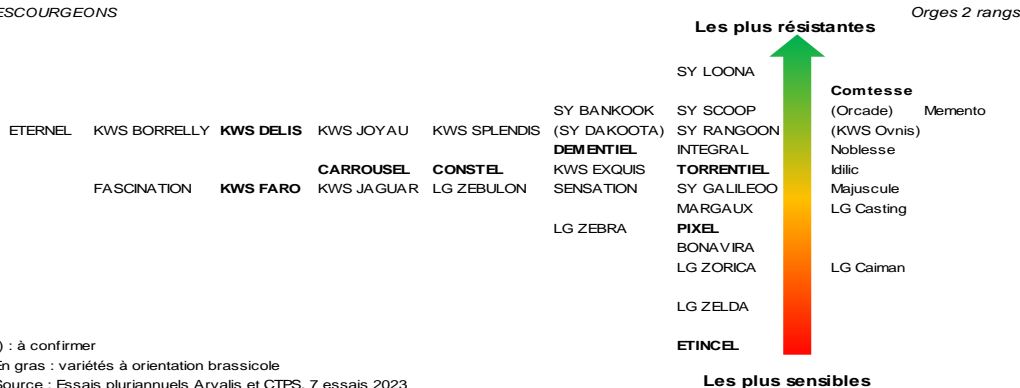 ESCOURGEONS Orges 2 rangs
Les plus résistantes
SY LOONA
Comtesse
SY BANKOOK SY SCOOP (Orcade) Memento
ETERNEL KWS BORRELLY KWS DELIS KWS JOYAU KWS SPLENDIS (SY DAKOOTA) SY RANGOON (KWS Ovnis)
DEMENTIEL INTEGRAL Noblesse
CARROUSEL CONSTEL KWS EXQUIS TORRENTIEL Idilic
FASCINATION KWS FARO KWS JAGUAR LG ZEBULON SENSATION SY GALILEOO Majuscule
MARGAUX LG Casting
LG ZEBRA PIXEL
BONAVIRA
LG ZORICA LG Caiman
LG ZELDA
) : à confirmer
ETINCEL
En gras : variétés à orientation brassicole
Source : Essais pluriannuels Arvalis et CTPS, 7 essais 2023
Les plus sensibles